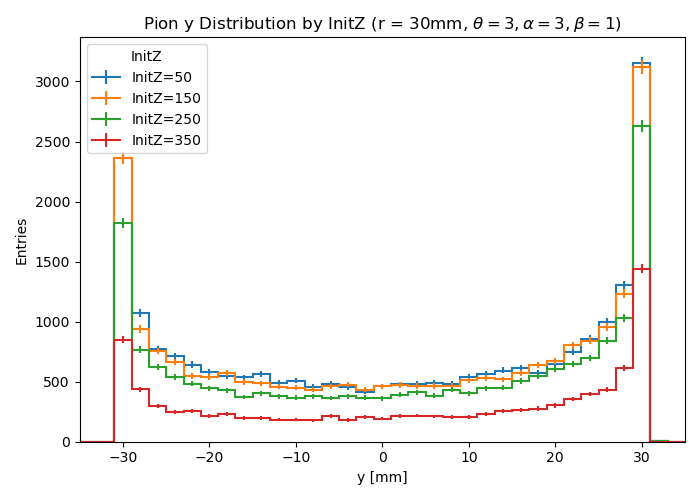 Pion y Distribution by InitZ (r = 30mm, θ = 3, α = 3, β = 1)
InitZ
InitZ=50
InitZ=150
InitZ=250
InitZ=350
Entries
3000
2500
2000
1500
1000
500
0
−30
−20
−10
0
10
20
30
y [mm]